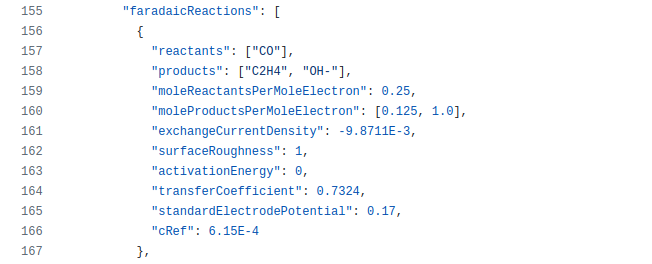 155 "faradaicReactions": [
156 {
157 "reactants": ["CO"],
158 "products": ["C2H4", "OH-"],
159 "moleReactantsPerMoleElectron": 0.25,
160 "moleProductsPerMoleElectron": [0.125, 1.0],
161 "exchangeCurrentDensity": -9.8711E-3,
162 "surfaceRoughness": 1,
163 "activationEnergy": 0,
164 "transferCoefficient": 0.7324,
165 "standardElectrodePotential": 0.17,
166 "cRef": 6.15E-4
167 },